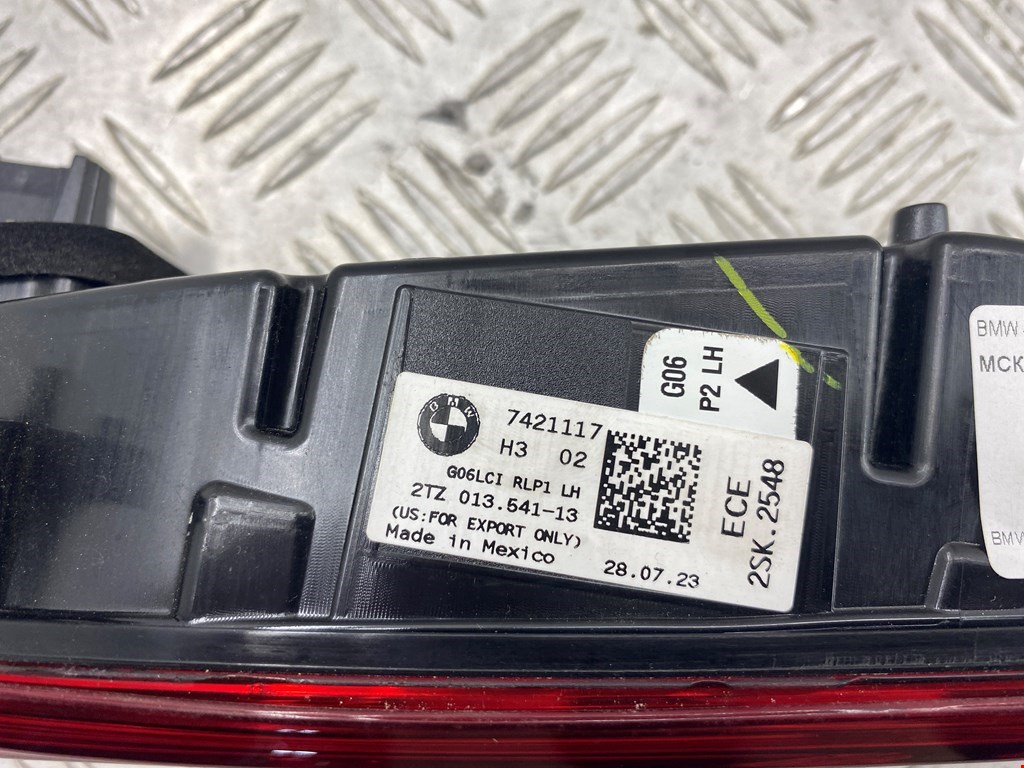 G06
P2 LH
BMW
7421117
H3 02
G06LCI RLP1 LH
2TZ 013.541-13
(US:FOR EXPORT ONLY)
Made in Mexico
28.07.23
ECE
2SK.2548
BMW
MCK
BMW